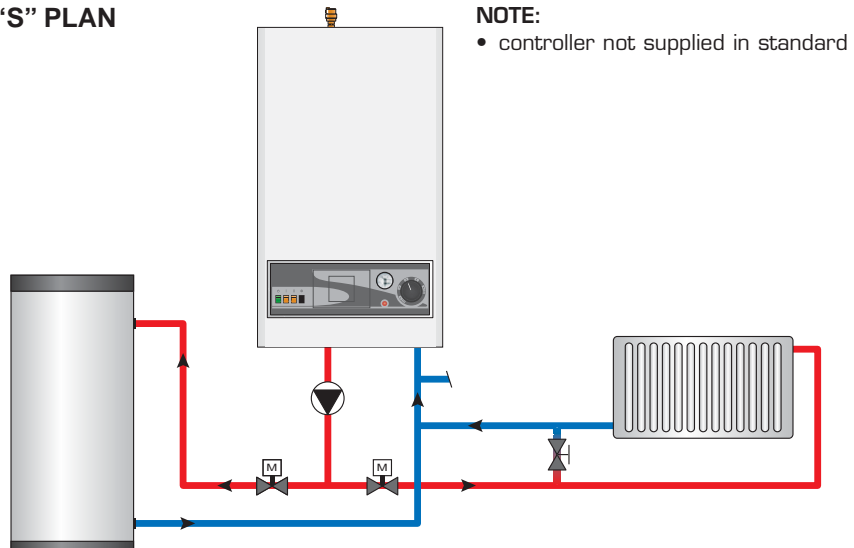 “S” PLAN
NOTE:
• controller not supplied in standard
M
M